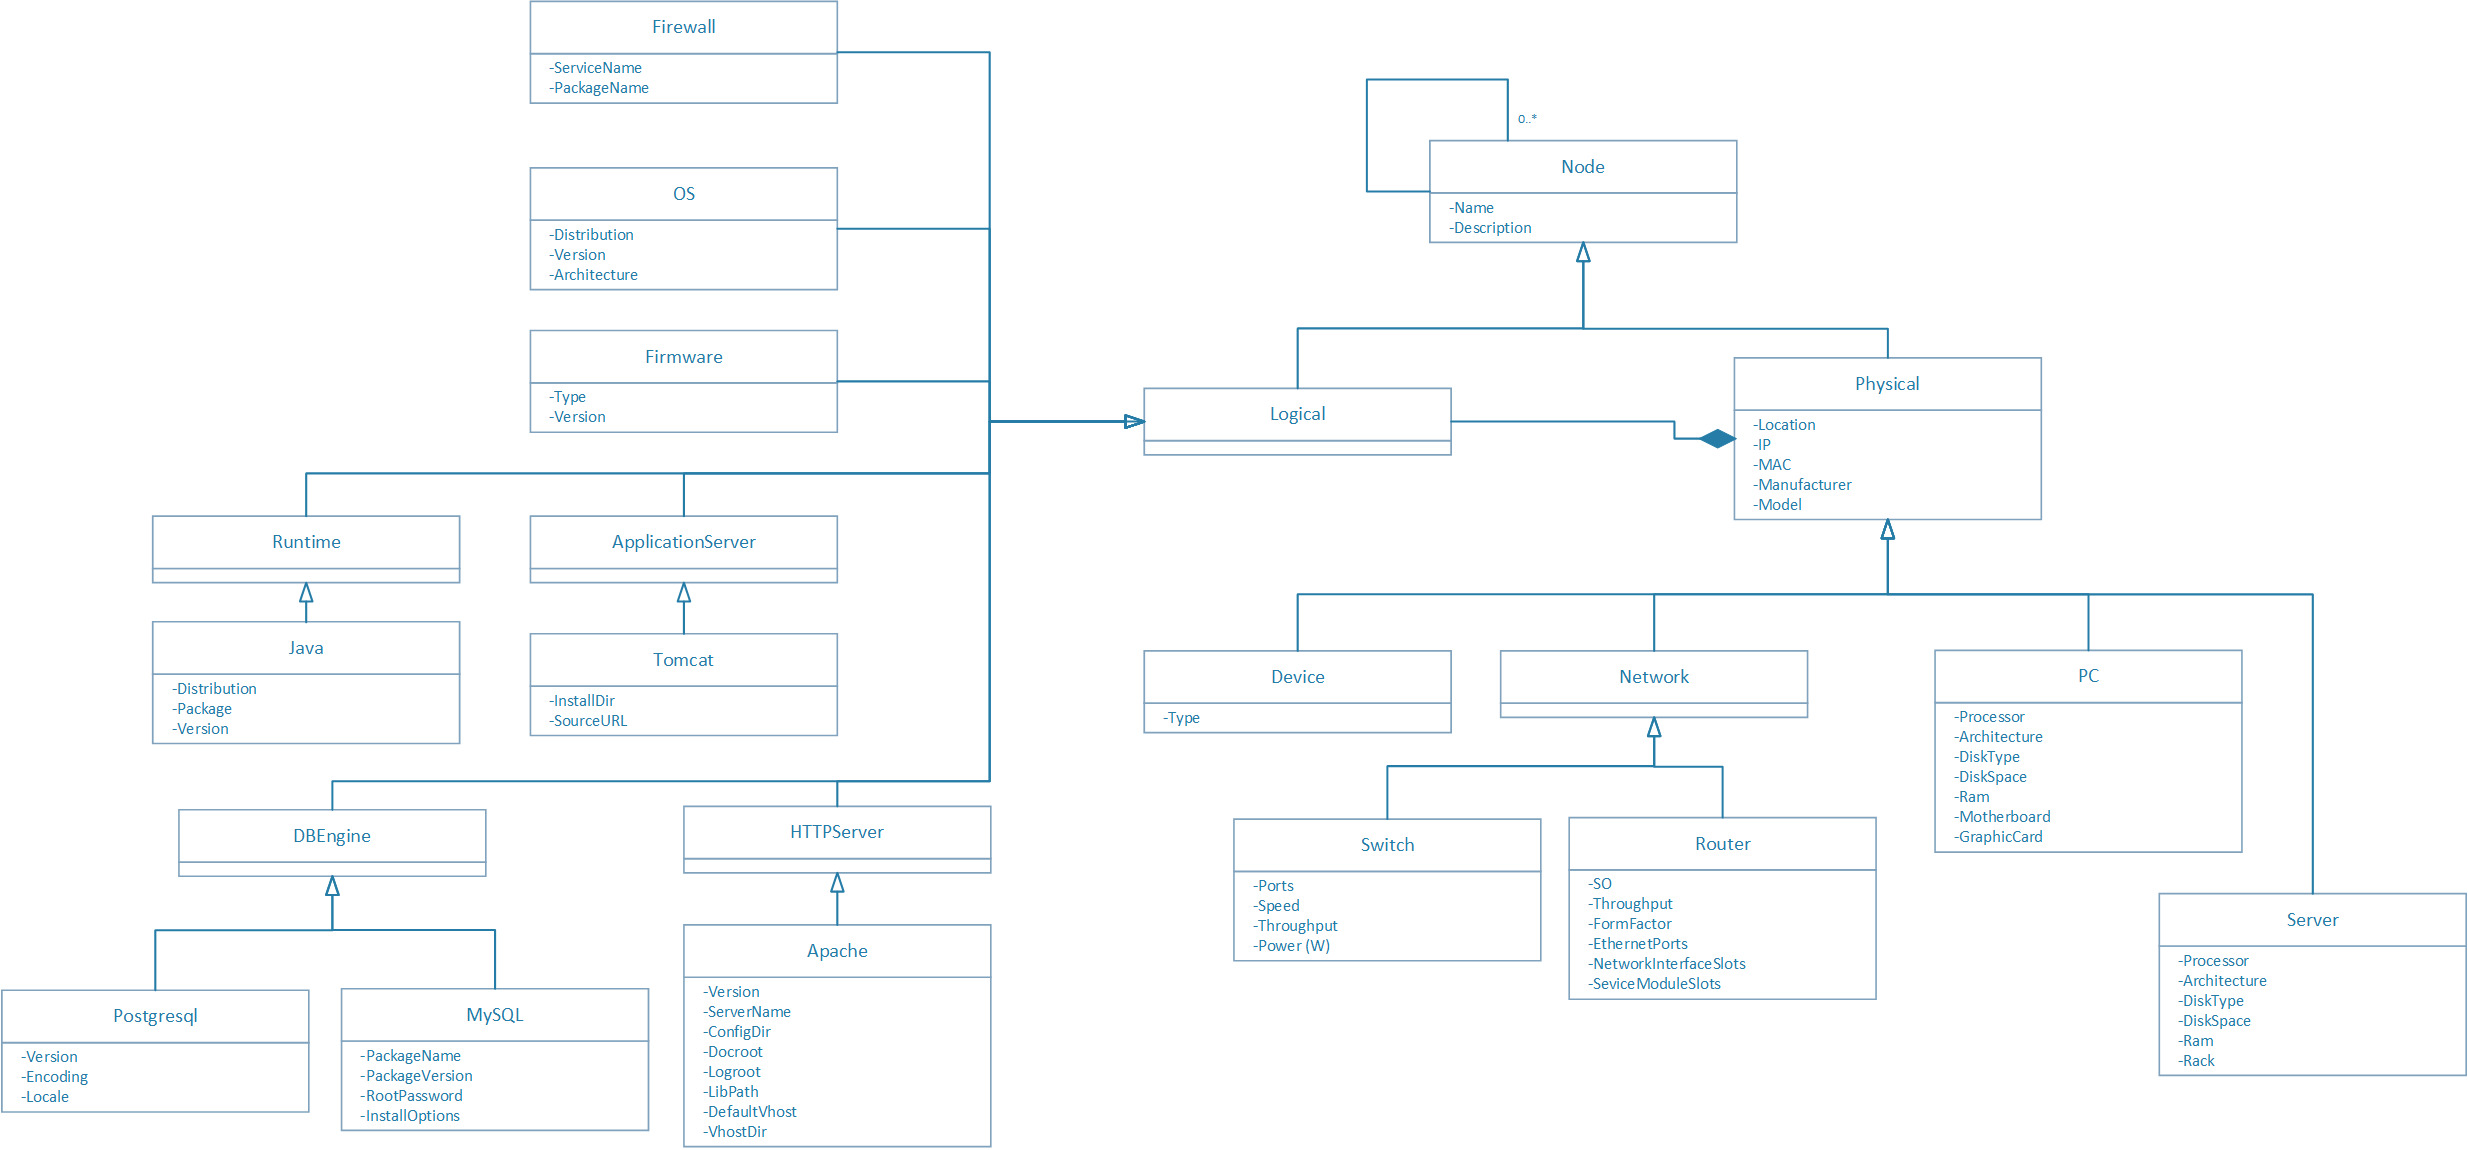 Firewall
-ServiceName
-PackageName
0..*
Node
-Name
-Description
OS
-Distribution
-Version
-Architecture
Firmware
-Type
-Version
Logical
Physical
-Location
-IP
-MAC
-Manufacturer
-Model
Runtime
ApplicationServer
Java
-Distribution
-Package
-Version
Tomcat
-InstallDir
-SourceURL
Device
-Type
Network
PC
-Processor
-Architecture
-DiskType
-DiskSpace
-Ram
-Motherboard
-GraphicCard
DBEngine
HTTPServer
Switch
-Ports
-Speed
-Throughput
-Power (W)
Router
-SO
-Throughput
-FormFactor
-EthernetPorts
-NetworkInterfaceSlots
-SeviceModuleSlots
Server
-Processor
-Architecture
-DiskType
-DiskSpace
-Ram
-Rack
Postgresql
-Version
-Encoding
-Locale
MySQL
-PackageName
-PackageVersion
-RootPassword
-InstallOptions
Apache
-Version
-ServerName
-ConfigDir
-Docroot
-Logroot
-LibPath
-DefaultVhost
-VhostDir